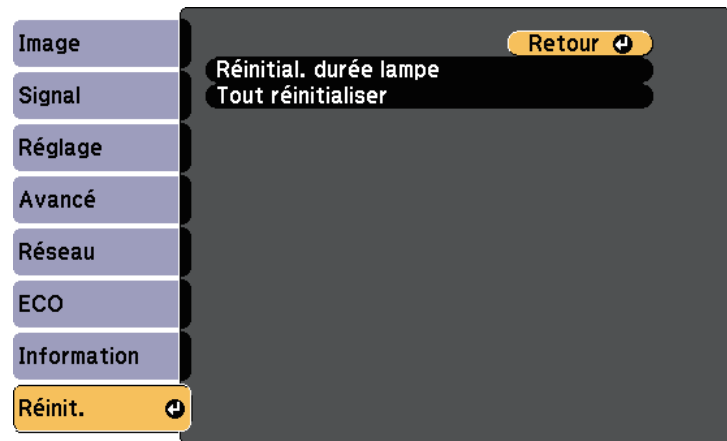 Image
Signal
Réglage
Avancé
Réseau
ECO
Information
Réinit.
Retour
Réinitial. durée lampe
Tout réinitialiser